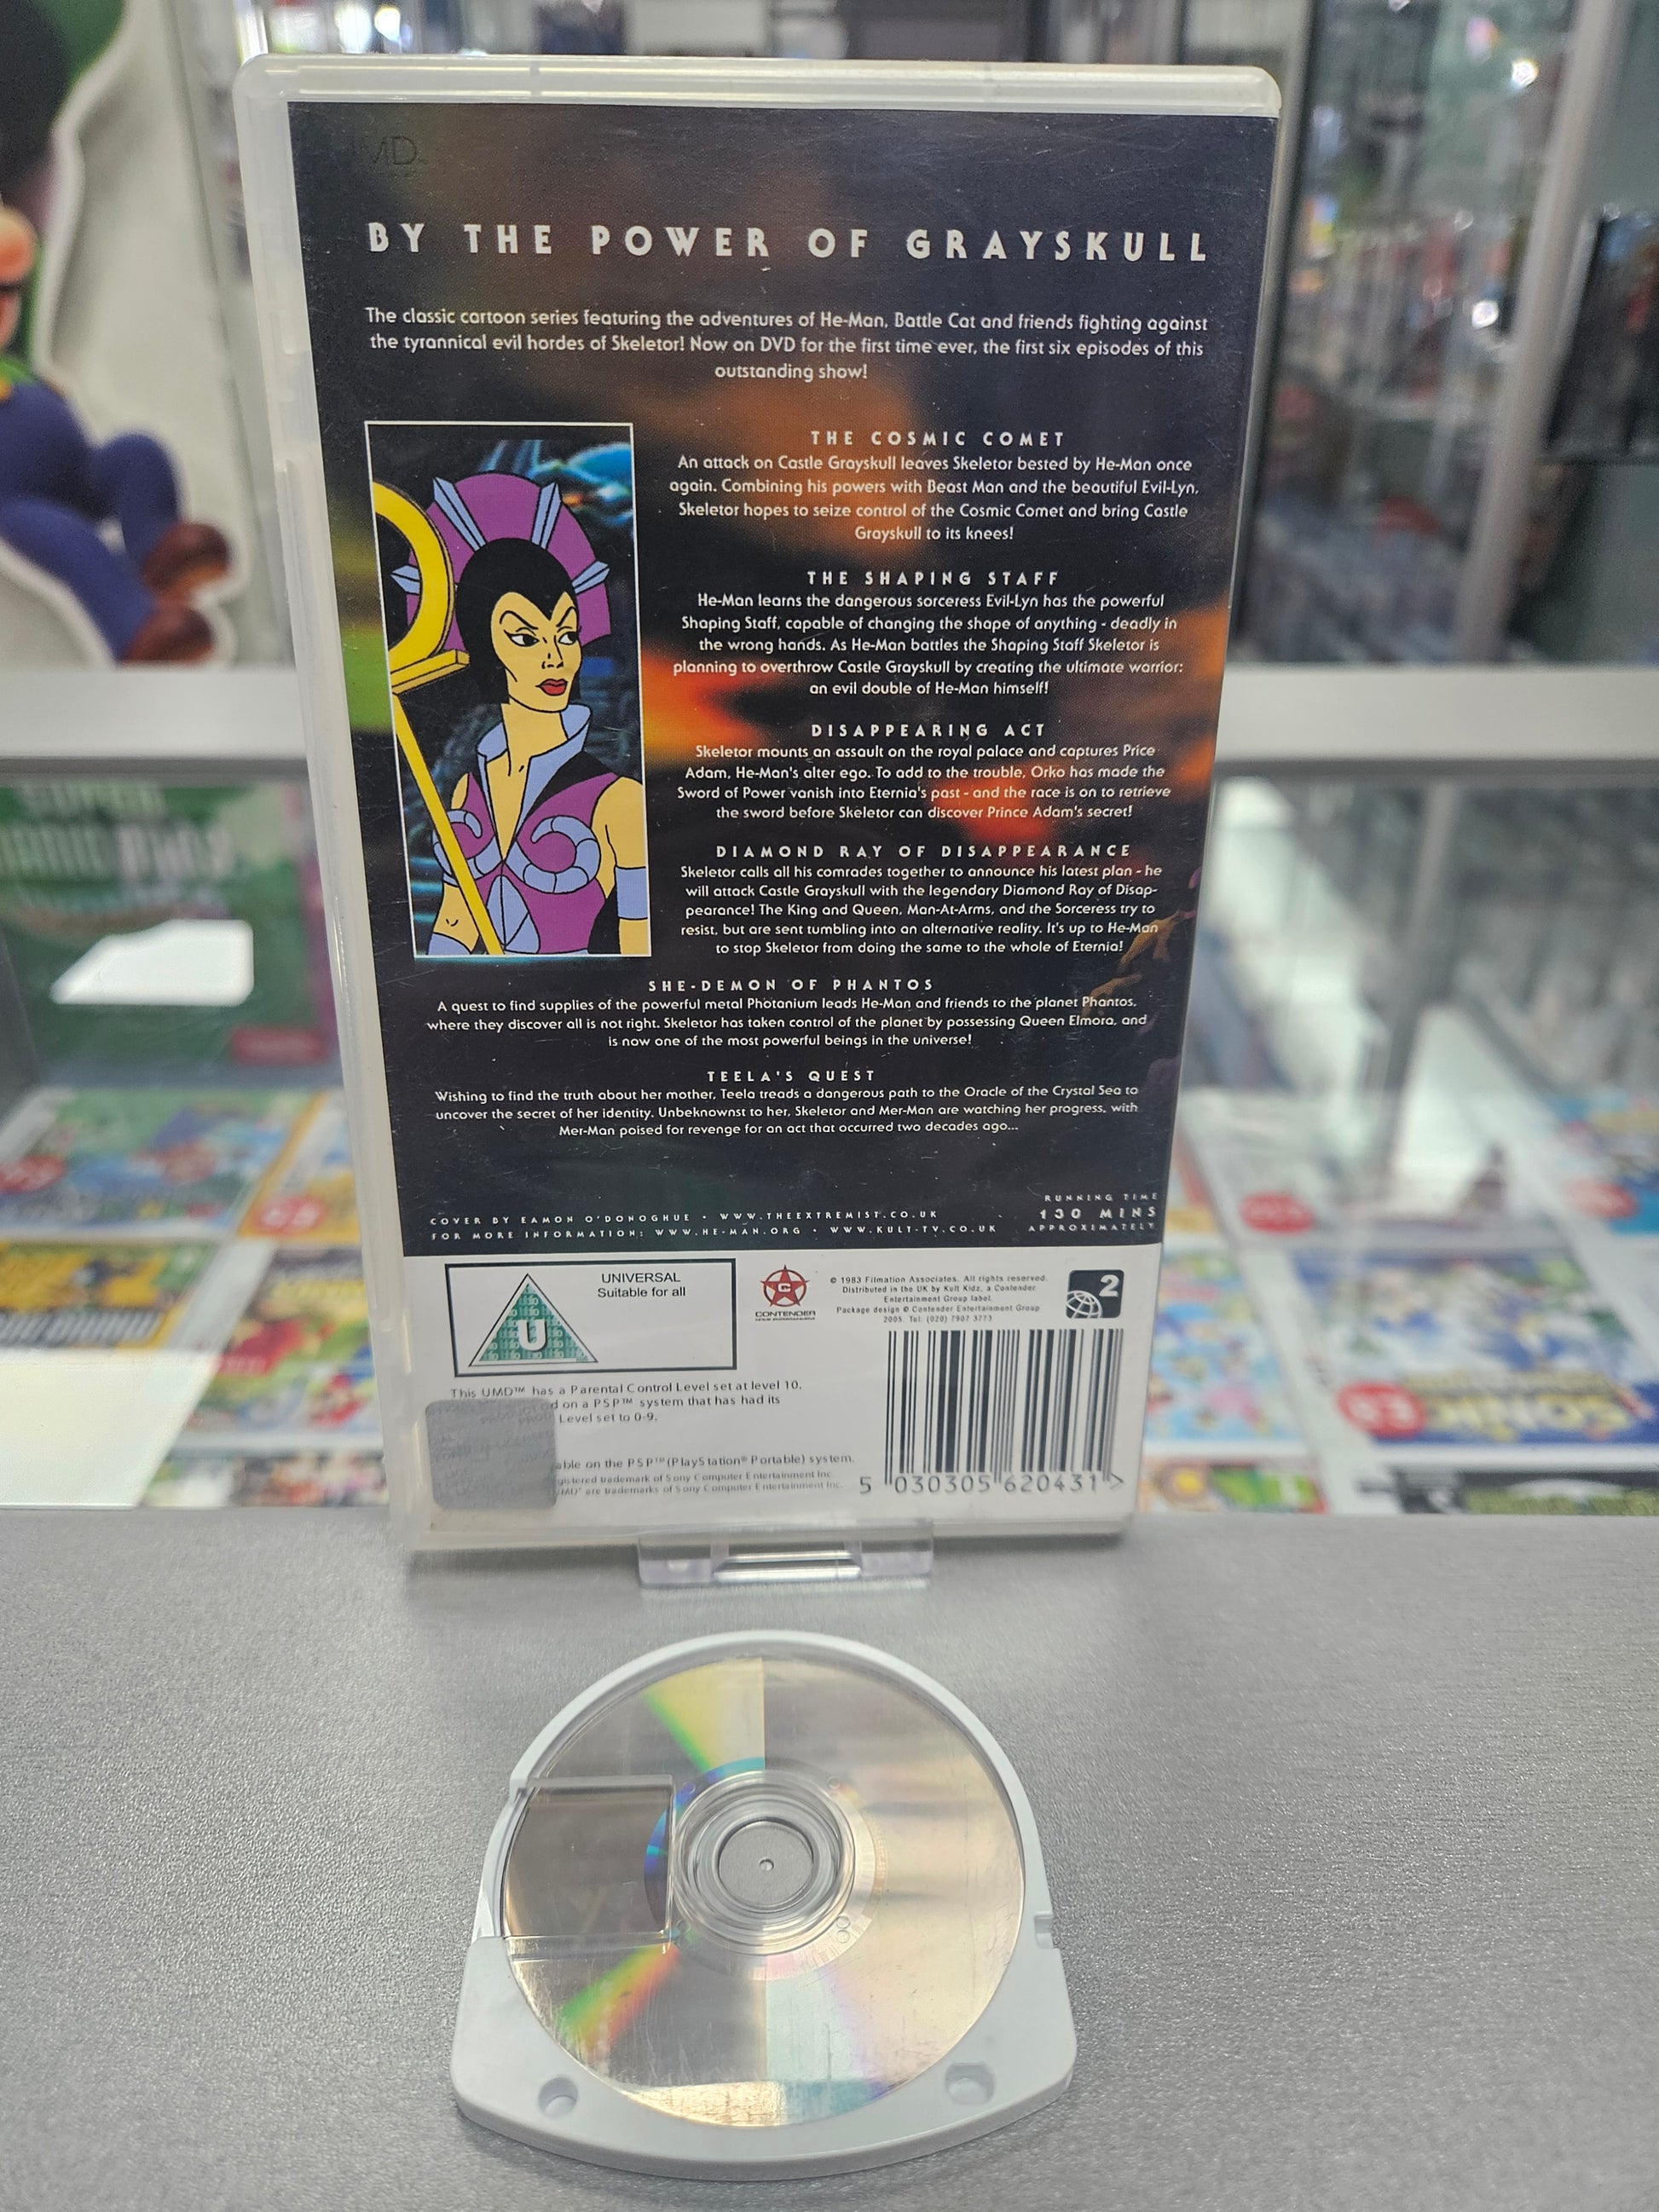 UMD
BY THE POWER OF GRAYSKULL
The classic cartoon series featuring the adventures of He-Man, Battle Cat and friends fighting against
the tyrannical evil hordes of Skeletor! Now on DVD for the first time ever, the first six episodes of this
outstanding show!
THE COSMIC COMET
An attack on Castle Grayskull leaves Skeletor bested by He-Man once
again. Combining his powers with Beast Man and the beautiful Evil-Lyn,
Skeletor hopes to seize control of the Cosmic Comet and bring Castle
Grayskull to its knees!
THE SHAPING STAFF
He-Man learns the dangerous sorceress Evil-Lyn has the powerful
Shaping Staff, capable of changing the shape of anything - deadly in
the wrong hands. As He-Man battles the Shaping Staff Skeletor is
planning to overthrow Castle Grayskull by creating the ultimate warrior:
an evil double of He-Man himself!
DISAPPEARING ACT
Skeletor mounts an assault on the royal palace and captures Price
Adam, He-Man's alter ego. To add to the trouble, Orko has made the
Sword of Power vanish into Eternia's past - and the race is on to retrieve
the sword before Skeletor can discover Prince Adam's secret!
DIAMOND RAY OF DISAPPEARANCE
Skeletor calls all his comrades together to announce his latest plan - he
will attack Castle Grayskull with the legendary Diamond Ray of Disap-
pearance! The King and Queen, Man-At-Arms, and the Sorceress try to
resist, but are sent tumbling into an alternative reality. It's up to He-Man
to stop Skeletor from doing the same to the whole of Eternia!
SHE-DEMON OF PHANTOS
A quest to find supplies of the powerful metal Photanium leads He-Man and friends to the planet Phantos,
where they discover all is not right. Skeletor has taken control of the planet by possessing Queen Elmora, and
is now one of the most powerful beings in the universe!
TEELA'S QUEST
Wishing to find the truth about her mother, Teela treads a dangerous path to the Oracle of the Crystal Sea to
uncover the secret of her identity. Unbeknownst to her, Skeletor and Mer-Man are watching her progress, with
Mer-Man poised for revenge for an act that occurred two decades ago...
COVER BY EAMON O'DONOGHUE • WWW.THEEXTREMIST.CO.UK
FOR MORE INFORMATION: WWW.HE-MAN.ORG • WWW.KULT-TV.CO.UK
RUNNING TIME
130 MINS
APPROXIMATELY
UNIVERSAL
Suitable for all
U
C
CONTENDER
© 1983 Filmation Associates. All rights reserved.
Distributed in the UK by Kult Kidz, a Contender
Entertainment Group label.
Package design © Contender Entertainment Group
2005. Tel: (020) 7907 3773
2
This UMD™ has a Parental Control Level set at level 10.
d on a PSP™ system that has had its
Level set to 0-9.
able on the PSP™ (PlayStation® Portable) system.
gistered trademark of Sony Computer Entertainment Inc.
UMD" are trademarks of Sony Computer Entertainment Inc.
5 030305 620431 >
SUPER
SONIC
8